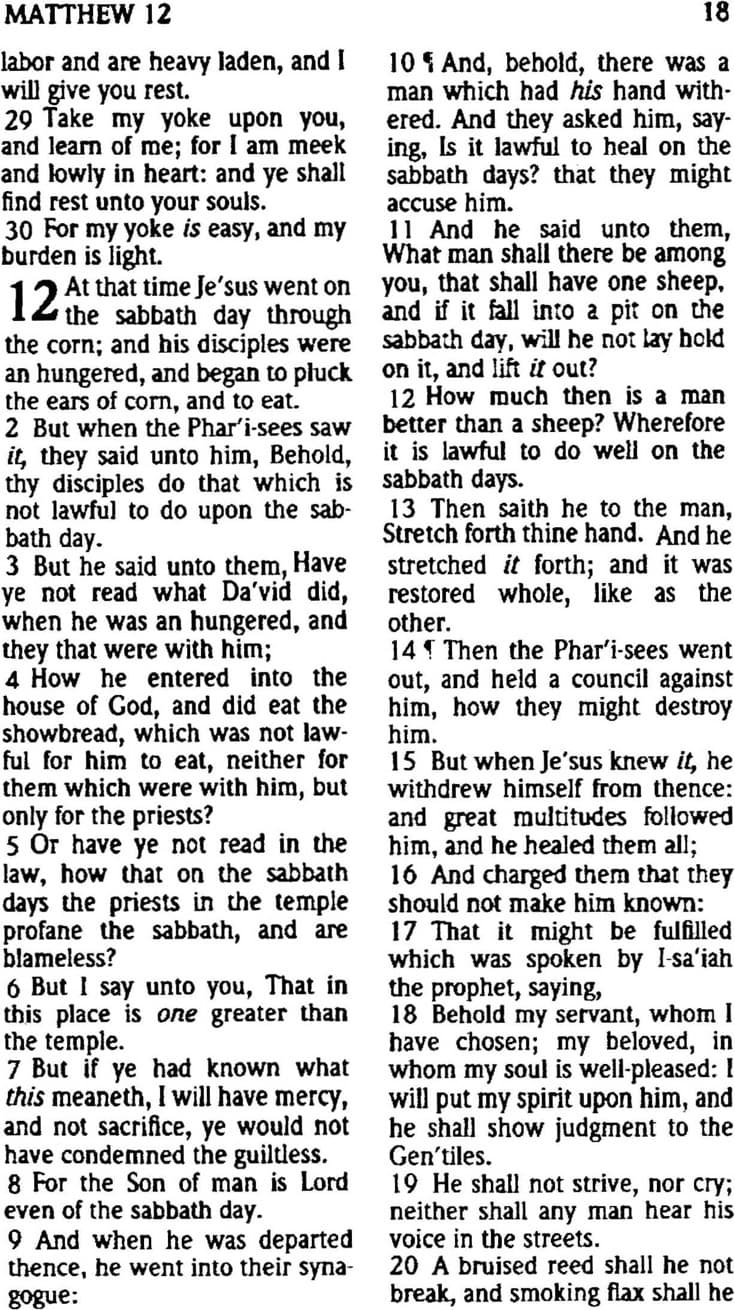 MATTHEW 12
18
labor and are heavy laden, and I
will give you rest.
29 Take my yoke upon you,
and learn of me; for I am meek
and lowly in heart: and ye shall
find rest unto your souls.
30 For my yoke is easy, and my
burden is light.
12 At that time Je′sus went on
the sabbath day through
the corn; and his disciples were
an hungered, and began to pluck
the ears of corn, and to eat.
2 But when the Phar′i-sees saw
it, they said unto him, Behold,
thy disciples do that which is
not lawful to do upon the sab-
bath day.
3 But he said unto them, Have
ye not read what Da′vid did,
when he was an hungered, and
they that were with him;
4 How he entered into the
house of God, and did eat the
showbread, which was not law-
ful for him to eat, neither for
them which were with him, but
only for the priests?
5 Or have ye not read in the
law, how that on the sabbath
days the priests in the temple
profane the sabbath, and are
blameless?
6 But I say unto you, That in
this place is one greater than
the temple.
7 But if ye had known what
this meaneth, I will have mercy,
and not sacrifice, ye would not
have condemned the guiltless.
8 For the Son of man is Lord
even of the sabbath day.
9 And when he was departed
thence, he went into their syna-
gogue:
10 ¶ And, behold, there was a
man which had his hand with-
ered. And they asked him, say-
ing, Is it lawful to heal on the
sabbath days? that they might
accuse him.
11 And he said unto them,
What man shall there be among
you, that shall have one sheep,
and if it fall into a pit on the
sabbath day, will he not lay hold
on it, and lift it out?
12 How much then is a man
better than a sheep? Wherefore
it is lawful to do well on the
sabbath days.
13 Then saith he to the man,
Stretch forth thine hand. And he
stretched it forth; and it was
restored whole, like as the
other.
14 ¶ Then the Phar′i-sees went
out, and held a council against
him, how they might destroy
him.
15 But when Je′sus knew it, he
withdrew himself from thence:
and great multitudes followed
him, and he healed them all;
16 And charged them that they
should not make him known:
17 That it might be fulfilled
which was spoken by I-sa′iah
the prophet, saying,
18 Behold my servant, whom I
have chosen; my beloved, in
whom my soul is well-pleased: I
will put my spirit upon him, and
he shall show judgment to the
Gen′tiles.
19 He shall not strive, nor cry;
neither shall any man hear his
voice in the streets.
20 A bruised reed shall he not
break, and smoking flax shall he